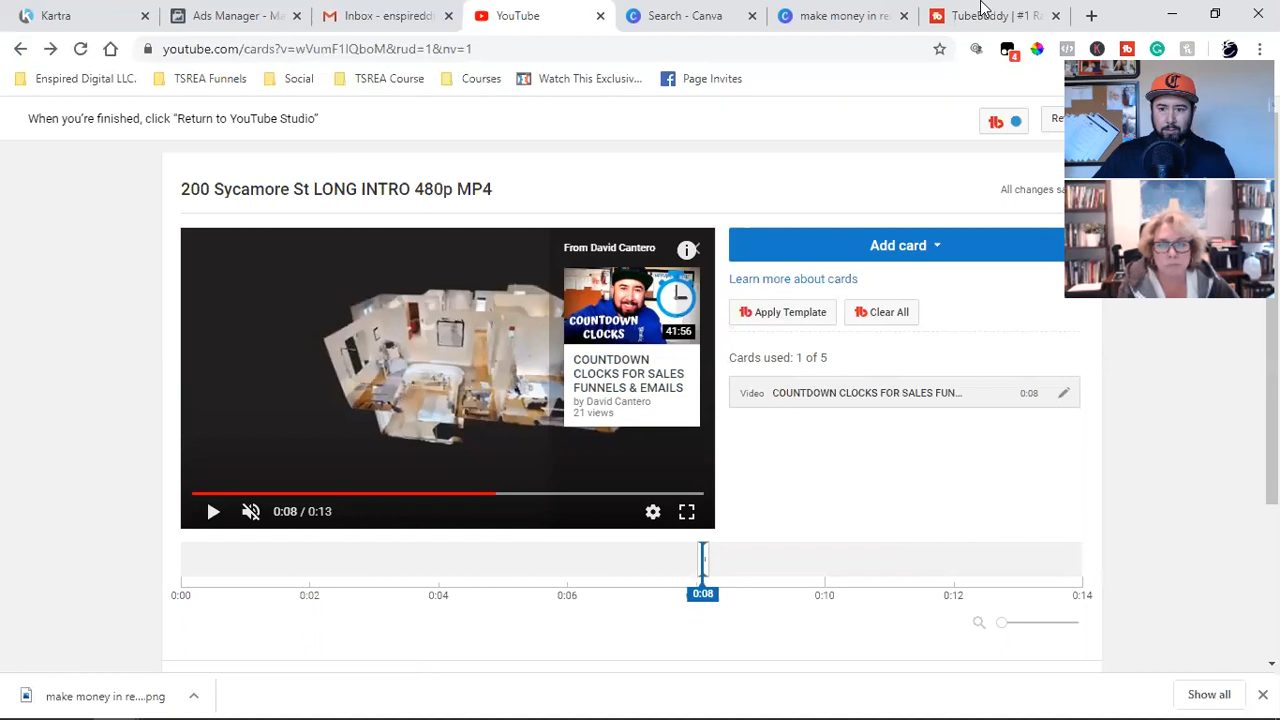 Kartra
Ads Manager - Ma
Inbox - enspireddi
YouTube
Search - Canva
make money in re
TubeBuddy | #1 Ra
youtube.com/cards?v=wVumF1IQboM&rud=1&nv=1
4
Enspired Digital LLC.
TSREA Funnels
Social
TSREA
Courses
Watch This Exclusiv...
Page Invites
When you're finished, click "Return to YouTube Studio"
Re
200 Sycamore St LONG INTRO 480p MP4
All changes sa
From David Cantero
Add card
Learn more about cards
COUNTDOWN
CLOCKS
41:56
Apply Template
Clear All
COUNTDOWN
CLOCKS FOR SALES
FUNNELS & EMAILS
by David Cantero
21 views
Cards used: 1 of 5
Video COUNTDOWN CLOCKS FOR SALES FUN... 0:08
0:08 / 0:13
0:08
0:00 0:02 0:04 0:06 0:10 0:12 0:14
make money in re....png
Show all